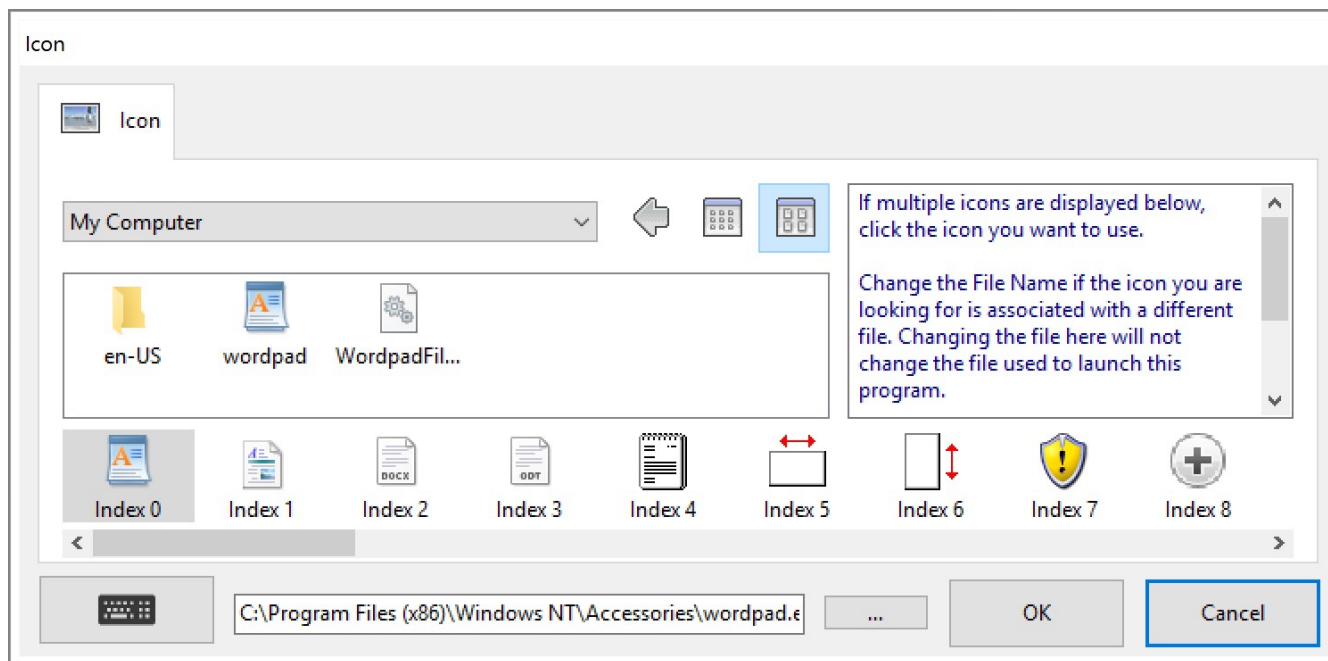 Icon
Icon
My Computer
If multiple icons are displayed below,
click the icon you want to use.
Change the File Name if the icon you are
looking for is associated with a different
file. Changing the file here will not
change the file used to launch this
program.
en-US
wordpad
WordpadFil...
DOCX
ODT
Index 0
Index 1
Index 2
Index 3
Index 4
Index 5
Index 6
Index 7
Index 8
C:\Program Files (x86)\Windows NT\Accessories\wordpad.e
...
OK
Cancel